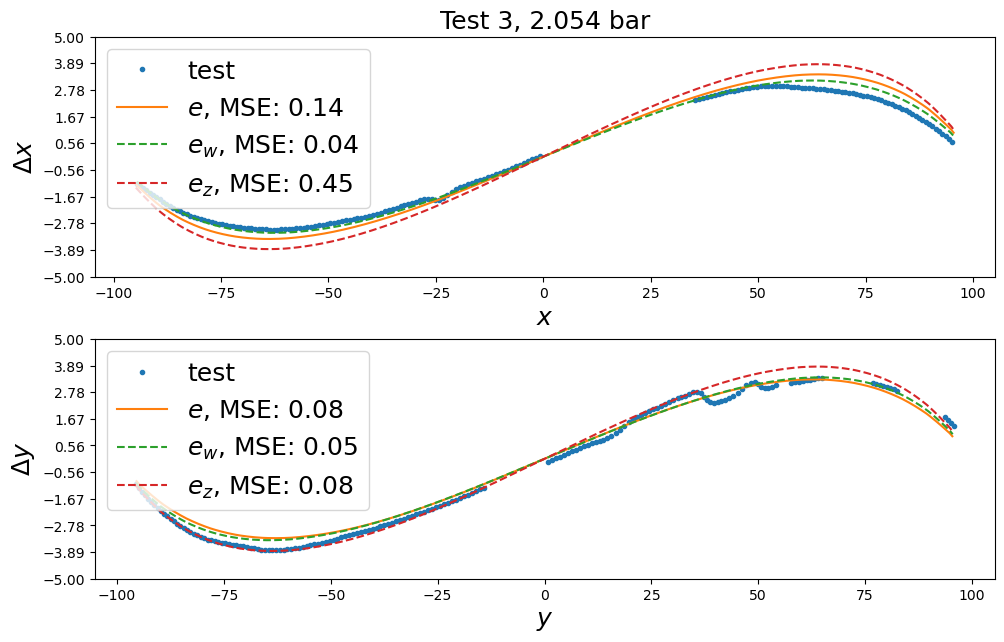 Test 3, 2.054 bar
5.00
3.89
2.78
1.67
0.56
−0.56
−1.67
−2.78
−3.89
−5.00
Δx
test
e, MSE: 0.14
e_w, MSE: 0.04
e_z, MSE: 0.45
−100 −75 −50 −25 0 25 50 75 100
x
5.00
3.89
2.78
1.67
0.56
−0.56
−1.67
−2.78
−3.89
−5.00
Δy
test
e, MSE: 0.08
e_w, MSE: 0.05
e_z, MSE: 0.08
−100 −75 −50 −25 0 25 50 75 100
y